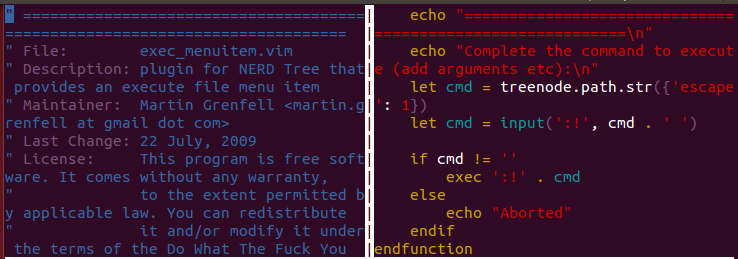 " ======================================
======================================
" File:        exec_menuitem.vim
" Description: plugin for NERD Tree that
 provides an execute file menu item
" Maintainer:  Martin Grenfell <martin.g
renfell at gmail dot com>
" Last Change: 22 July, 2009
" License:     This program is free soft
ware. It comes without any warranty,
"              to the extent permitted b
y applicable law. You can redistribute
"              it and/or modify it under
 the terms of the Do What The Fuck You
    echo "==============================
============================\n"
    echo "Complete the command to execut
e (add arguments etc):\n"
    let cmd = treenode.path.str({'escape
': 1})
    let cmd = input(':!', cmd . ' ')
    if cmd != ''
        exec ':!' . cmd
    else
        echo "Aborted"
    endif
endfunction